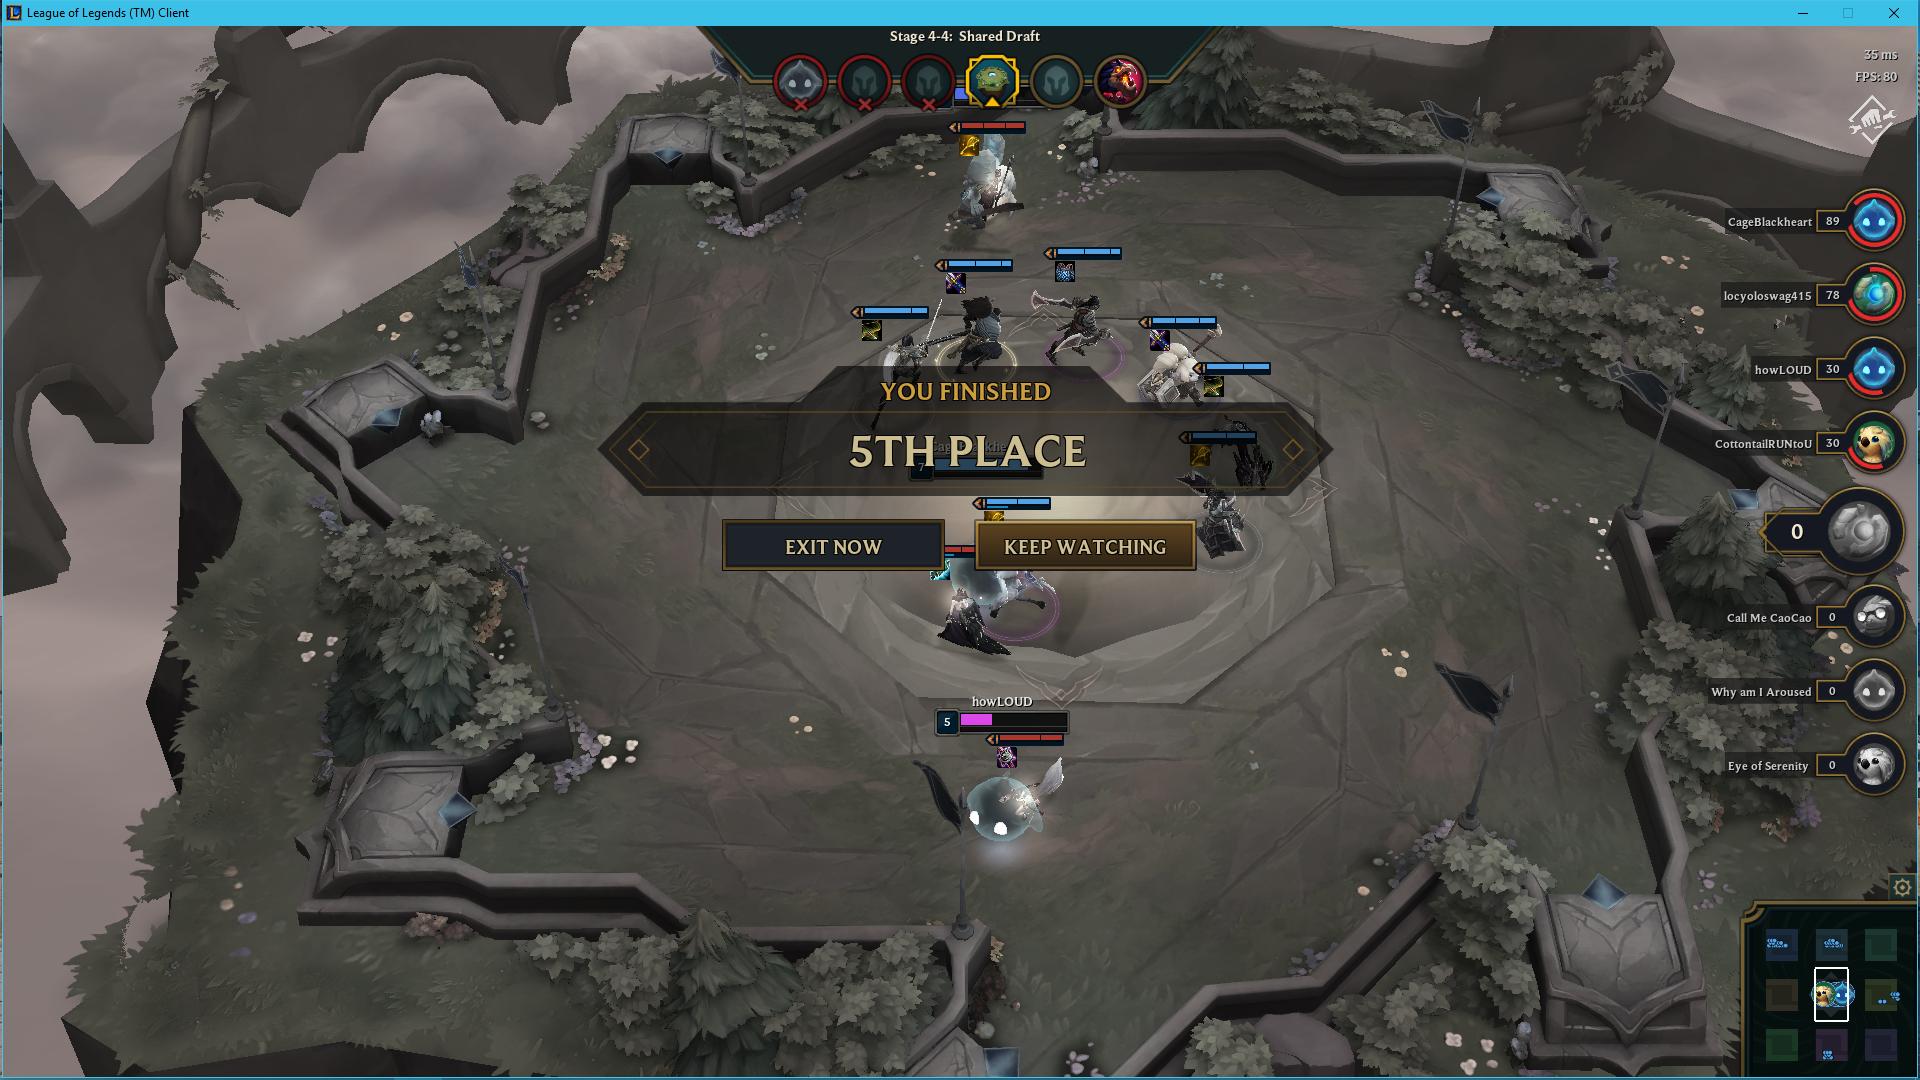 League of Legends (TM) Client
Stage 4-4: Shared Draft
35 ms
FPS: 80
CageBlackheart 89
locyoloswag415 78
howLOUD 30
CottontailRUNtoU 30
0
Call Me CaoCao 0
Why am I Aroused 0
Eye of Serenity 0
YOU FINISHED
5TH PLACE
7
EXIT NOW
KEEP WATCHING
howLOUD
5